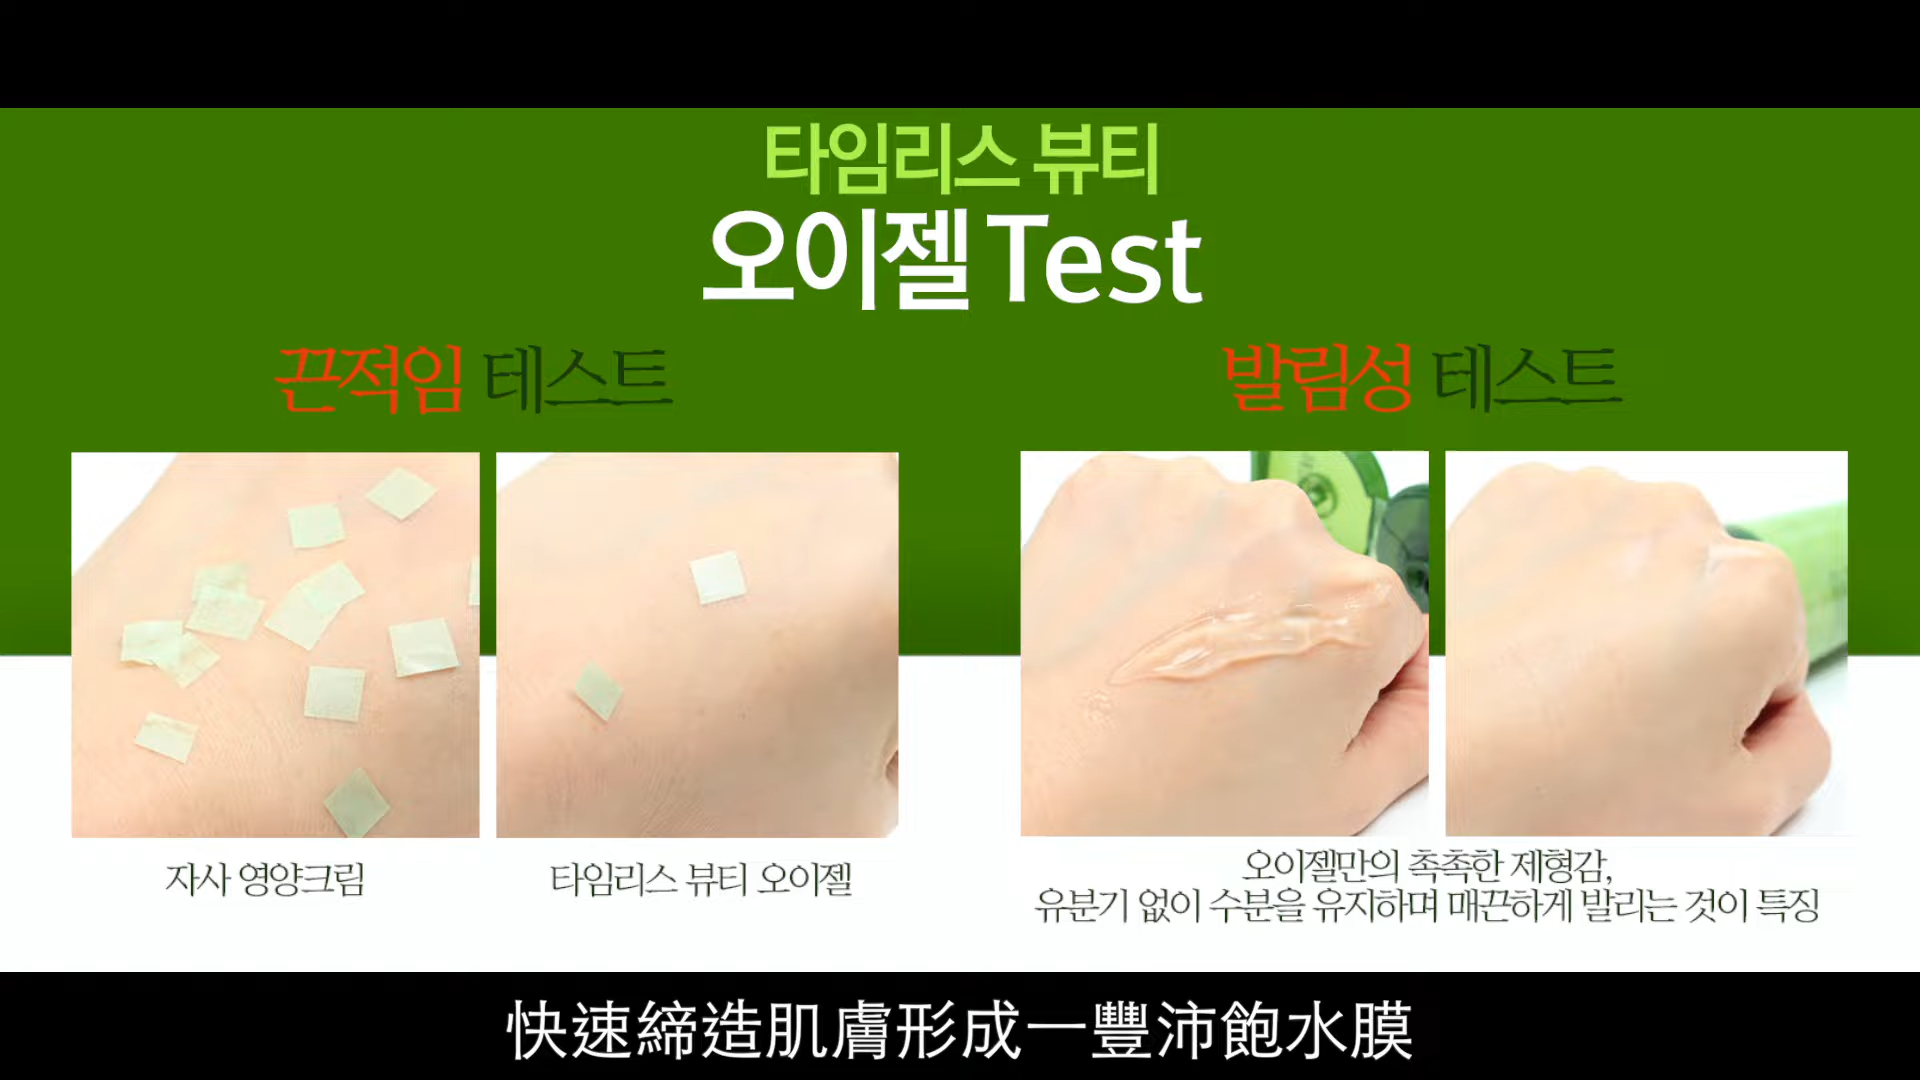 타임리스 뷰티
오이젤 Test
끈적임 테스트
발림성 테스트
자사 영양크림
타임리스 뷰티 오이젤
오이젤만의 촉촉한 제형감,
유분기 없이 수분을 유지하며 매끈하게 발리는 것이 특징
快速締造肌膚形成一豐沛飽水膜